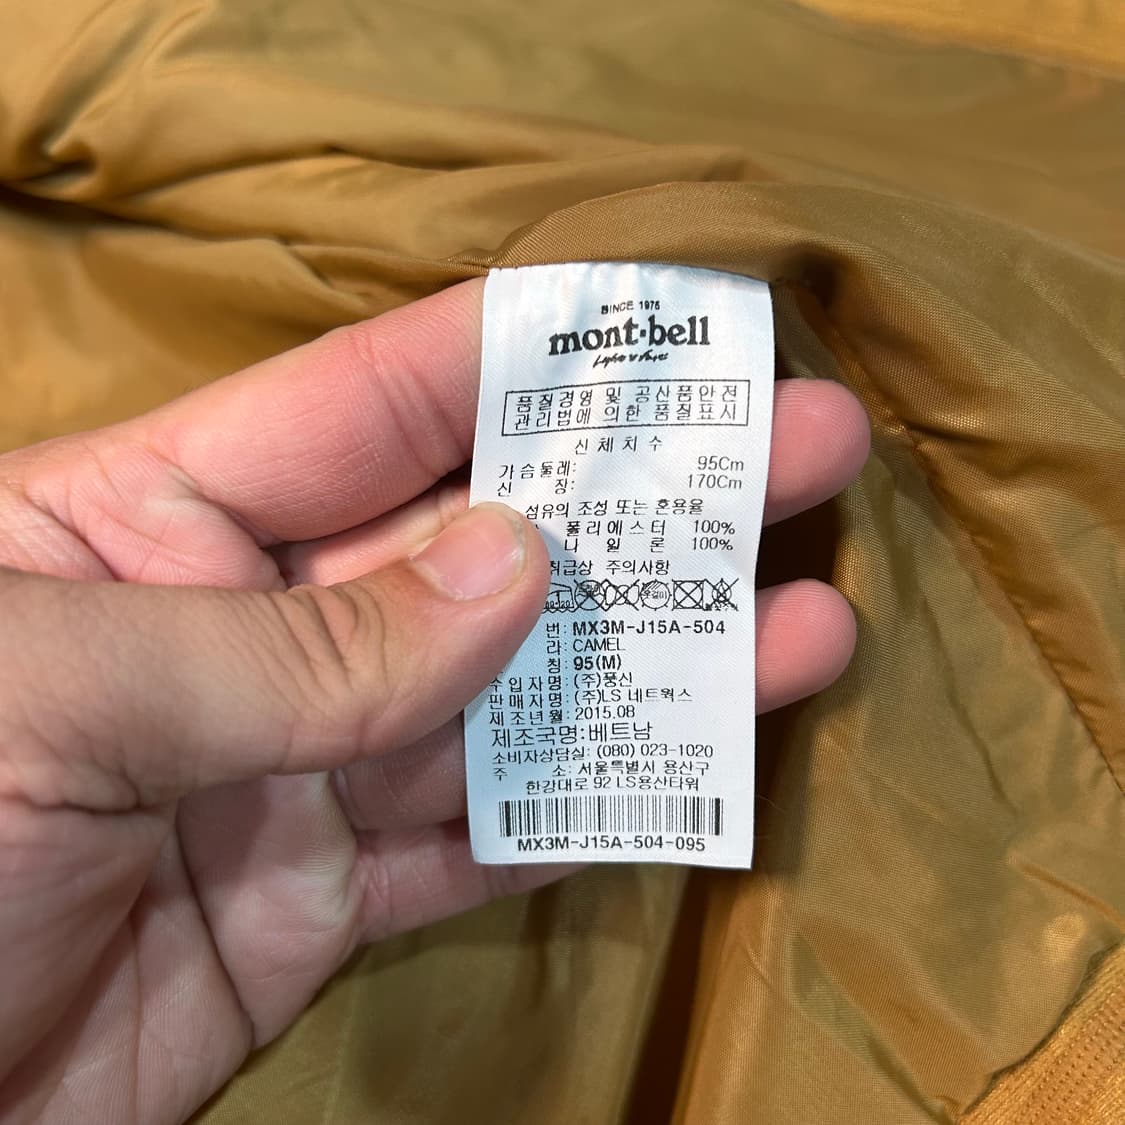 SINCE 1975
mont·bell
품질경영 및 공산품안전
관리법에 의한 품질표시
신체치수
가슴둘레: 95Cm
신 장: 170Cm
섬유의 조성 또는 혼용율
폴리에스터 100%
나 일 론 100%
취급상 주의사항
번: MX3M-J15A-504
라: CAMEL
칭: 95(M)
수입자명: (주)풍신
판매자명: (주)LS 네트웍스
제조년월: 2015.08
제조국명: 베트남
소비자상담실: (080) 023-1020
주 소: 서울특별시 용산구
한강대로 92 LS용산타워
MX3M-J15A-504-095